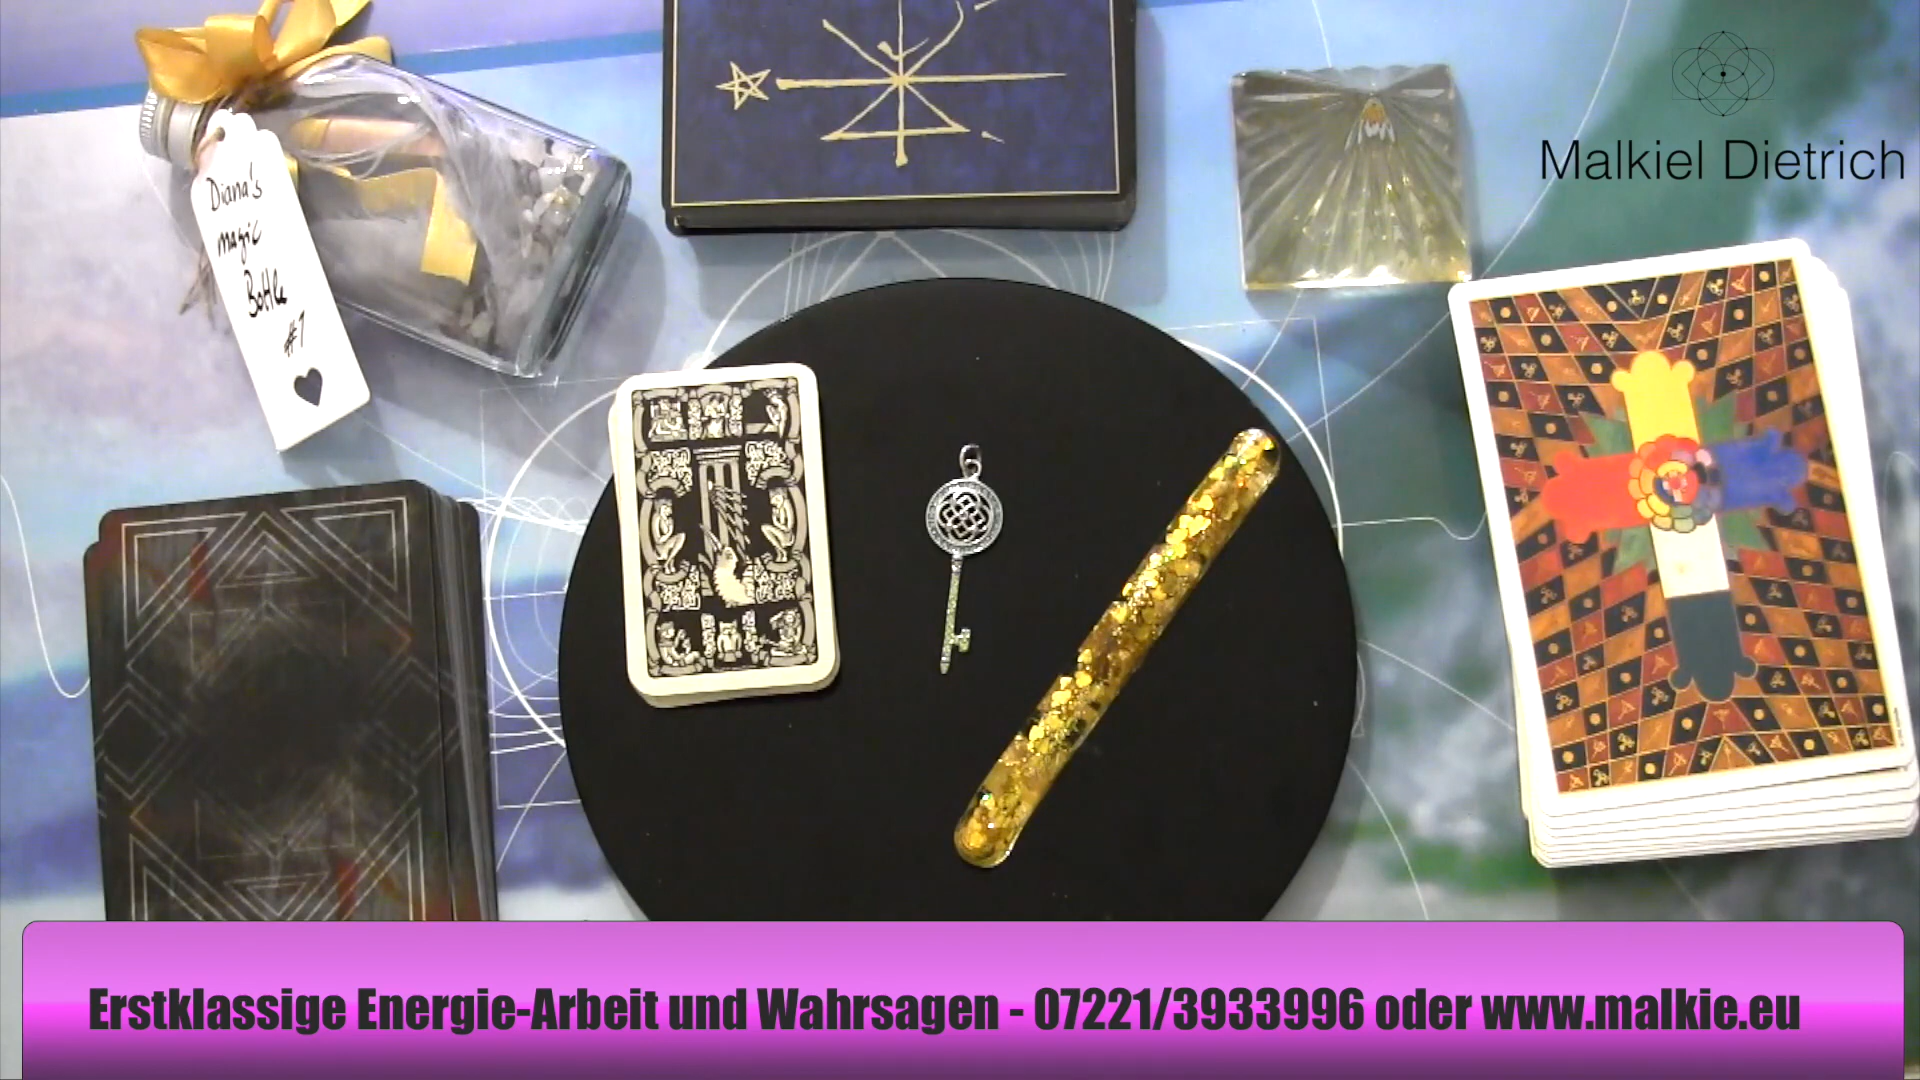 Malkiel Dietrich
Diana's
magic
Bottle
#1
Erstklassige Energie-Arbeit und Wahrsagen - 07221/3933996 oder www.malkie.eu